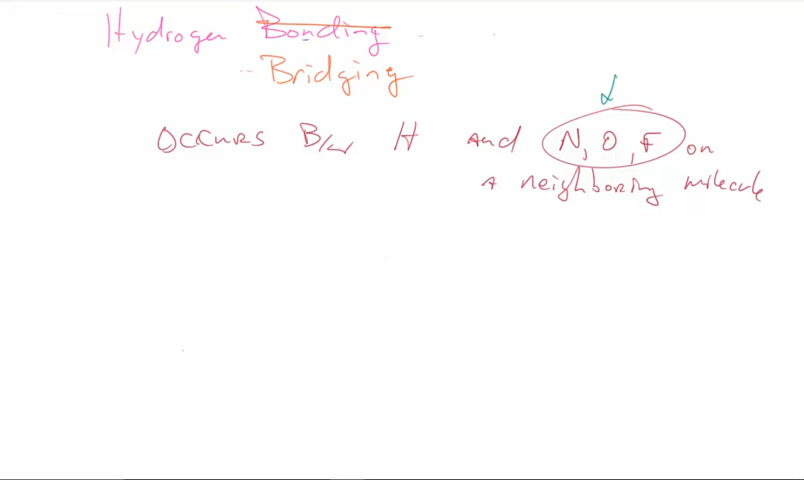 Hydrogen Bonding
Bridging
Occurs B/w H and N, O, F on
a neighboring molecule